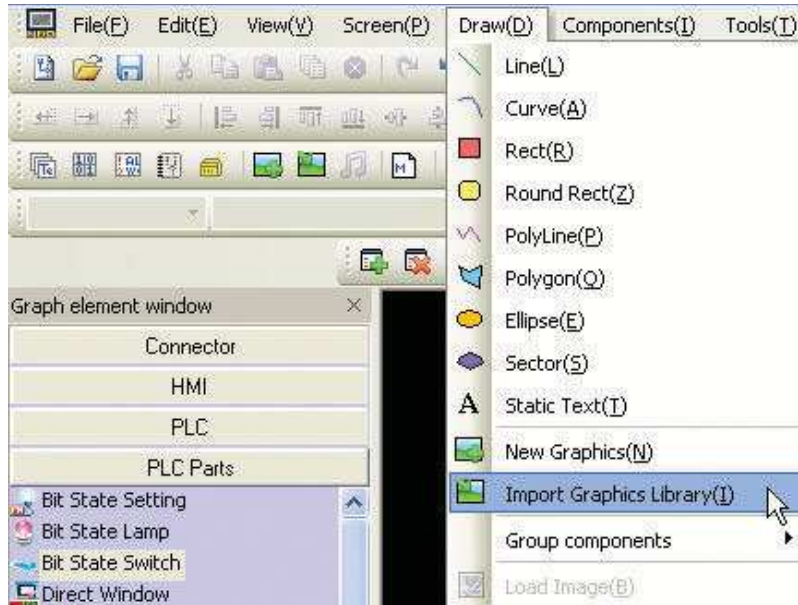 File(F) Edit(E) View(V) Screen(P) Draw(D) Components(I) Tools(T)
Line(L)
Curve(A)
Rect(R)
Round Rect(Z)
PolyLine(P)
Polygon(Q)
Ellipse(E)
Sector(S)
A Static Text(T)
New Graphics(N)
Import Graphics Library(I)
Group components
Load Image(B)
Graph element window
Connector
HMI
PLC
PLC Parts
Bit State Setting
Bit State Lamp
Bit State Switch
Direct Window